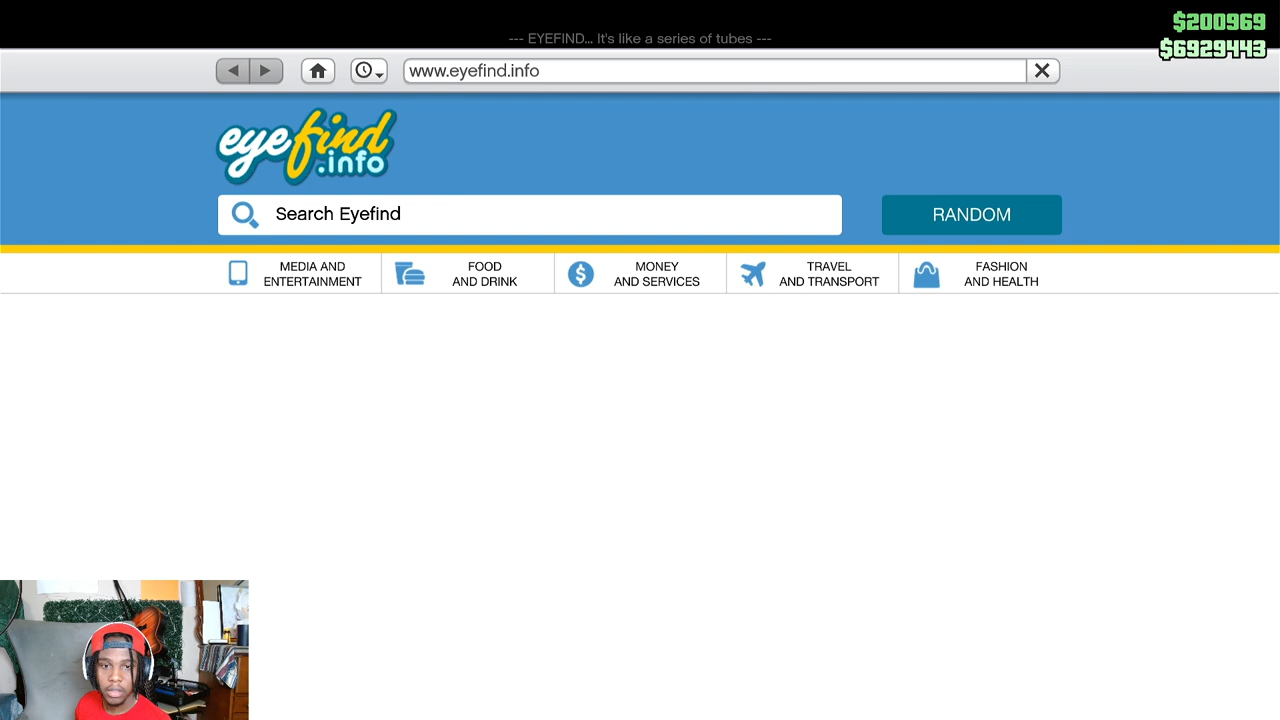 $200969
--- EYEFIND... It's like a series of tubes ---
$6929443
www.eyefind.info
eyefind
.info
Search Eyefind
RANDOM
MEDIA AND
ENTERTAINMENT
FOOD
AND DRINK
MONEY
AND SERVICES
TRAVEL
AND TRANSPORT
FASHION
AND HEALTH